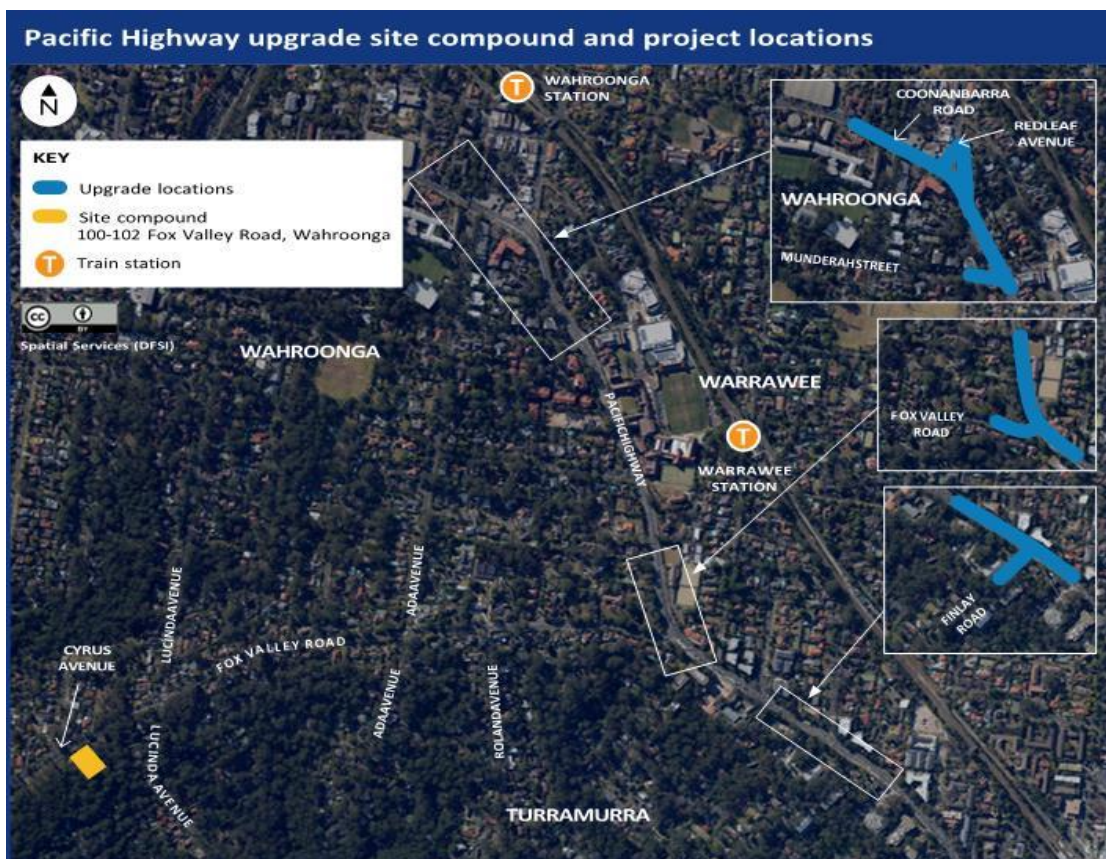 Pacific Highway upgrade site compound and project locations
N
KEY
Upgrade locations
Site compound
100-102 Fox Valley Road, Wahroonga
T
Train station
cc
BY
Spatial Services (DFSI)
T
WAHROONGA
STATION
COONANBARRA
ROAD
REDLEAF
AVENUE
WAHROONGA
MUNDERAHSTREET
WAHROONGA
WARRAWEE
PACIFICHIGHWAY
T
WARRAWEE
STATION
FOX VALLEY
ROAD
FINLAY
ROAD
CYRUS
AVENUE
LUCINDAAVENUE
FOX VALLEY ROAD
ADAAVENUE
ADAAVENUE
ROLANDAVENUE
LUCINDA AVENUE
TURRAMURRA